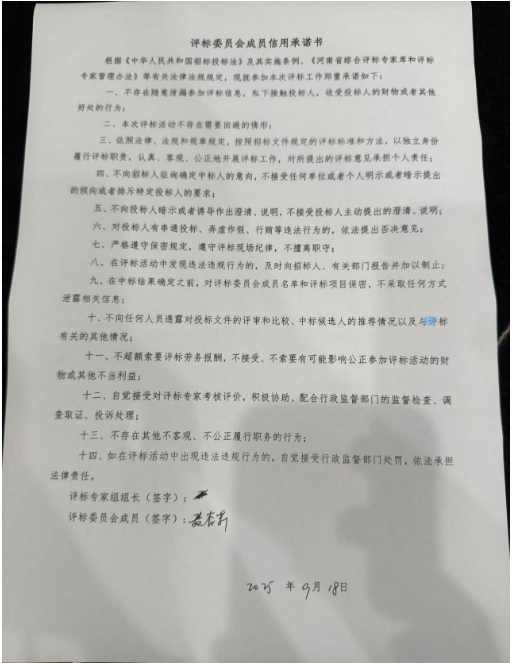 评标委员会成员信用承诺书
根据《中华人民共和国招标投标法》及其实施条例、《河南省综合评标专家库和评标
专家管理办法》等有关法律法规规定，现就参加本次评标工作郑重承诺如下：
一、不存在随意泄漏参加评标信息，私下接触投标人，收受投标人的财物或者其他
好处的行为；
二、本次评标活动不存在需要回避的情形；
三、依照法律、法规和规章规定，按照招标文件规定的评标标准和方法，以独立身份
履行评标职责，认真、客观、公正地开展评标工作，对所提出的评标意见承担个人责任；
四、不向招标人征询确定中标人的意向，不接受任何单位或者个人明示或者暗示提出
的倾向或者排斥特定投标人的要求；
五、不向投标人暗示或者诱导作出澄清、说明，不接受投标人主动提出的澄清、说明；
六、对投标人有串通投标、弄虚作假、行贿等违法行为的，依法提出否决意见；
七、严格遵守保密规定，遵守评标现场纪律，不擅离职守；
八、在评标活动中发现违法违规行为的，及时向招标人、有关部门报告并加以制止；
九、在中标结果确定之前，对评标委员会成员名单和评标项目保密，不采取任何方式
泄露相关信息；
十、不向任何人员透露对投标文件的评审和比较、中标候选人的推荐情况以及与评标
有关的其他情况；
十一、不超额索要评标劳务报酬，不接受、不索要有可能影响公正参加评标活动的财
物或其他不当利益；
十二、自觉接受对评标专家考核评价，积极协助、配合行政监督部门的监督检查、调
查取证、投诉处理；
十三、不存在其他不客观、不公正履行职务的行为；
十四、如在评标活动中出现违法违规行为的，自觉接受行政监督部门处罚，依法承担
法律责任。
评标专家组组长（签字）：
评标委员会成员（签字）：
2025 年 9月 18日